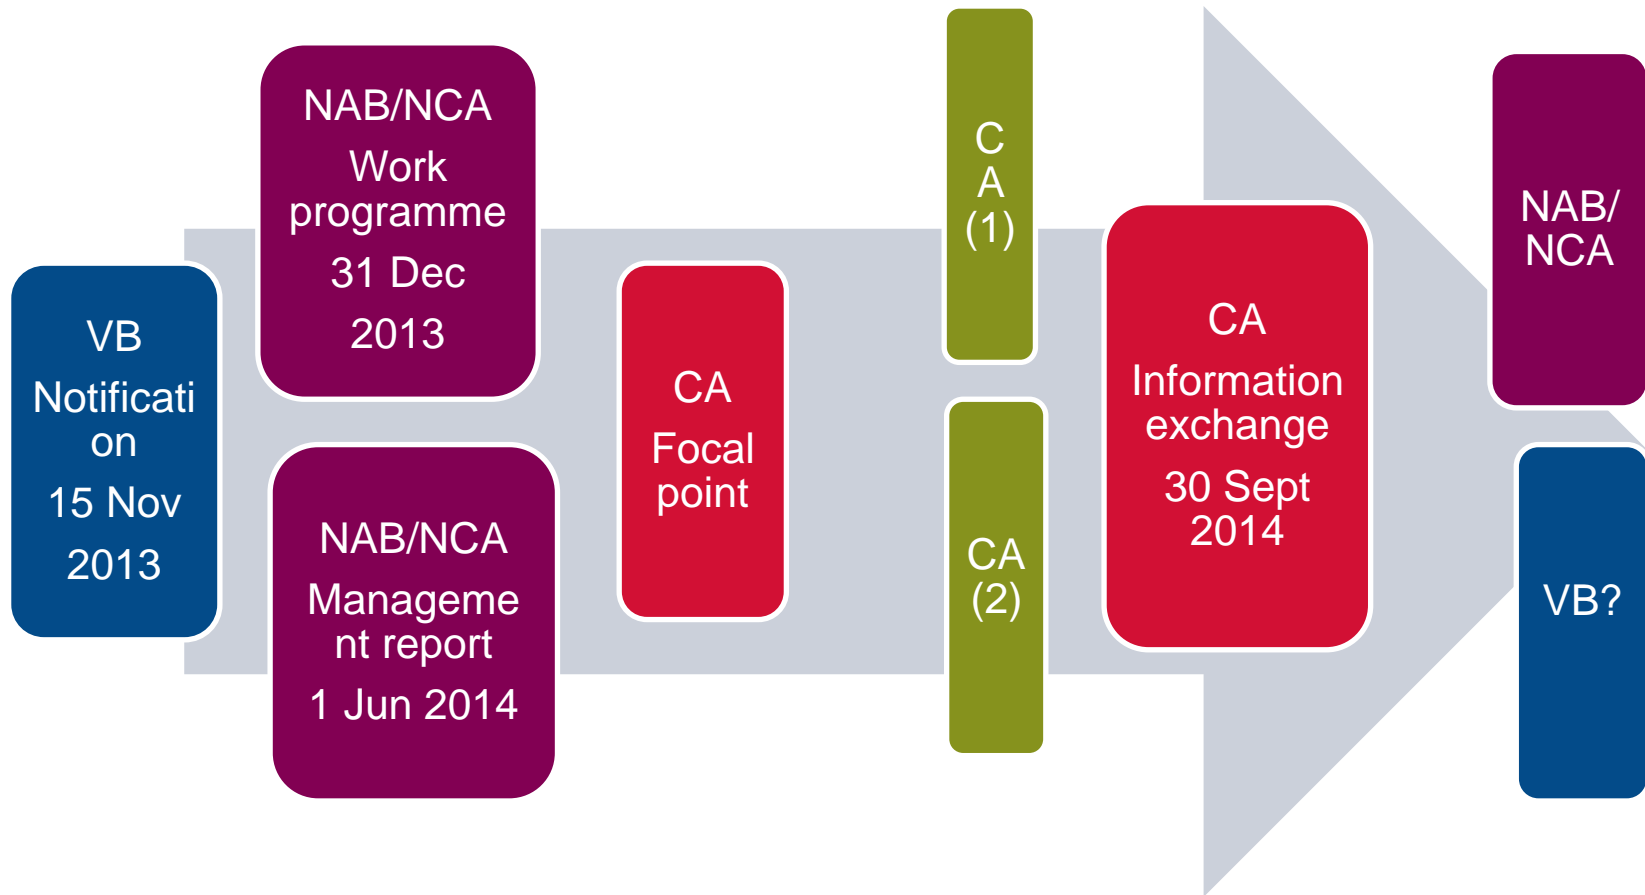 VB
Notificati
on
15 Nov
2013
NAB/NCA
Work
programme
31 Dec
2013
NAB/NCA
Manageme
nt report
1 Jun 2014
CA
Focal
point
C
A
(1)
CA
(2)
CA
Information
exchange
30 Sept
2014
NAB/
NCA
VB?